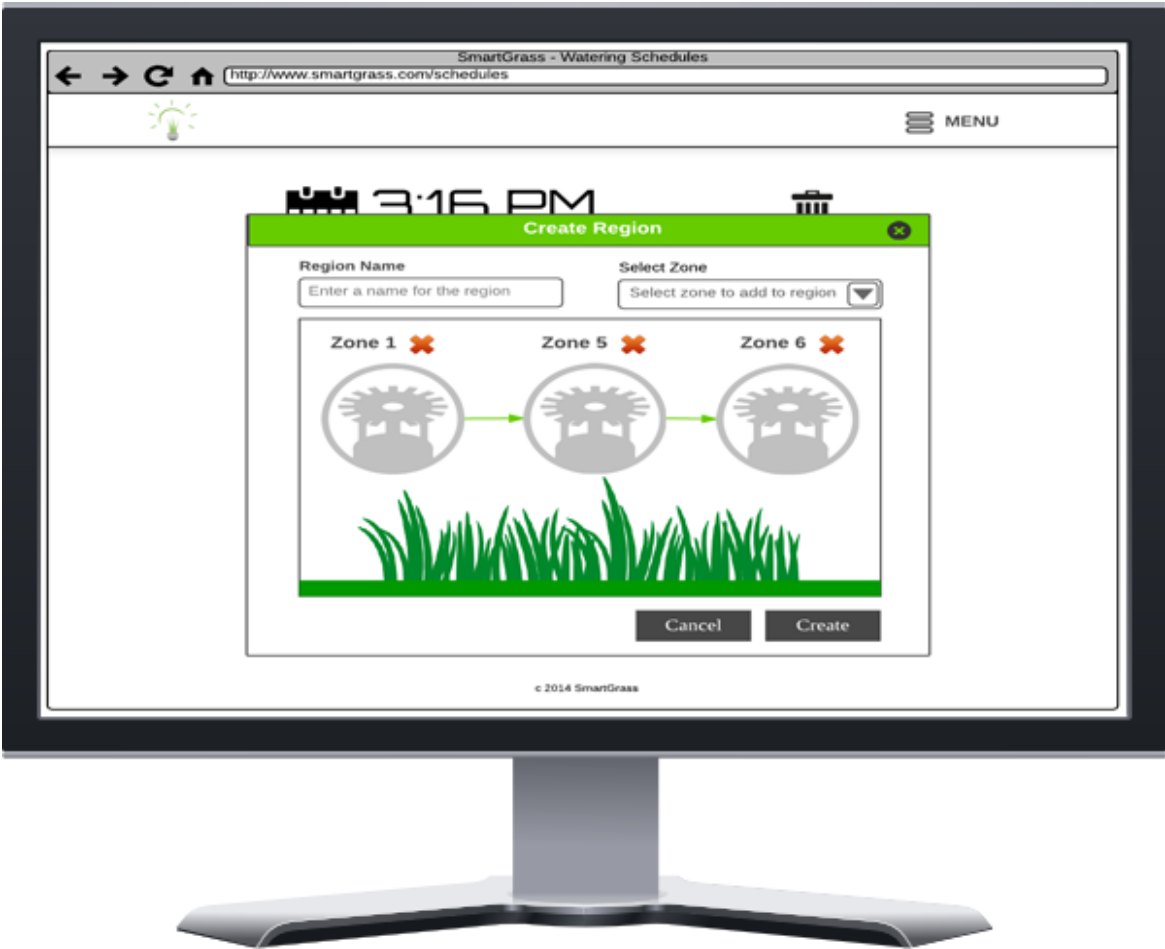 SmartGrass - Watering Schedules
http://www.smartgrass.com/schedules
MENU
3:16 PM
Create Region
Region Name
Select Zone
Enter a name for the region
Select zone to add to region
Zone 1
Zone 5
Zone 6
Cancel
Create
c 2014 SmartGrass